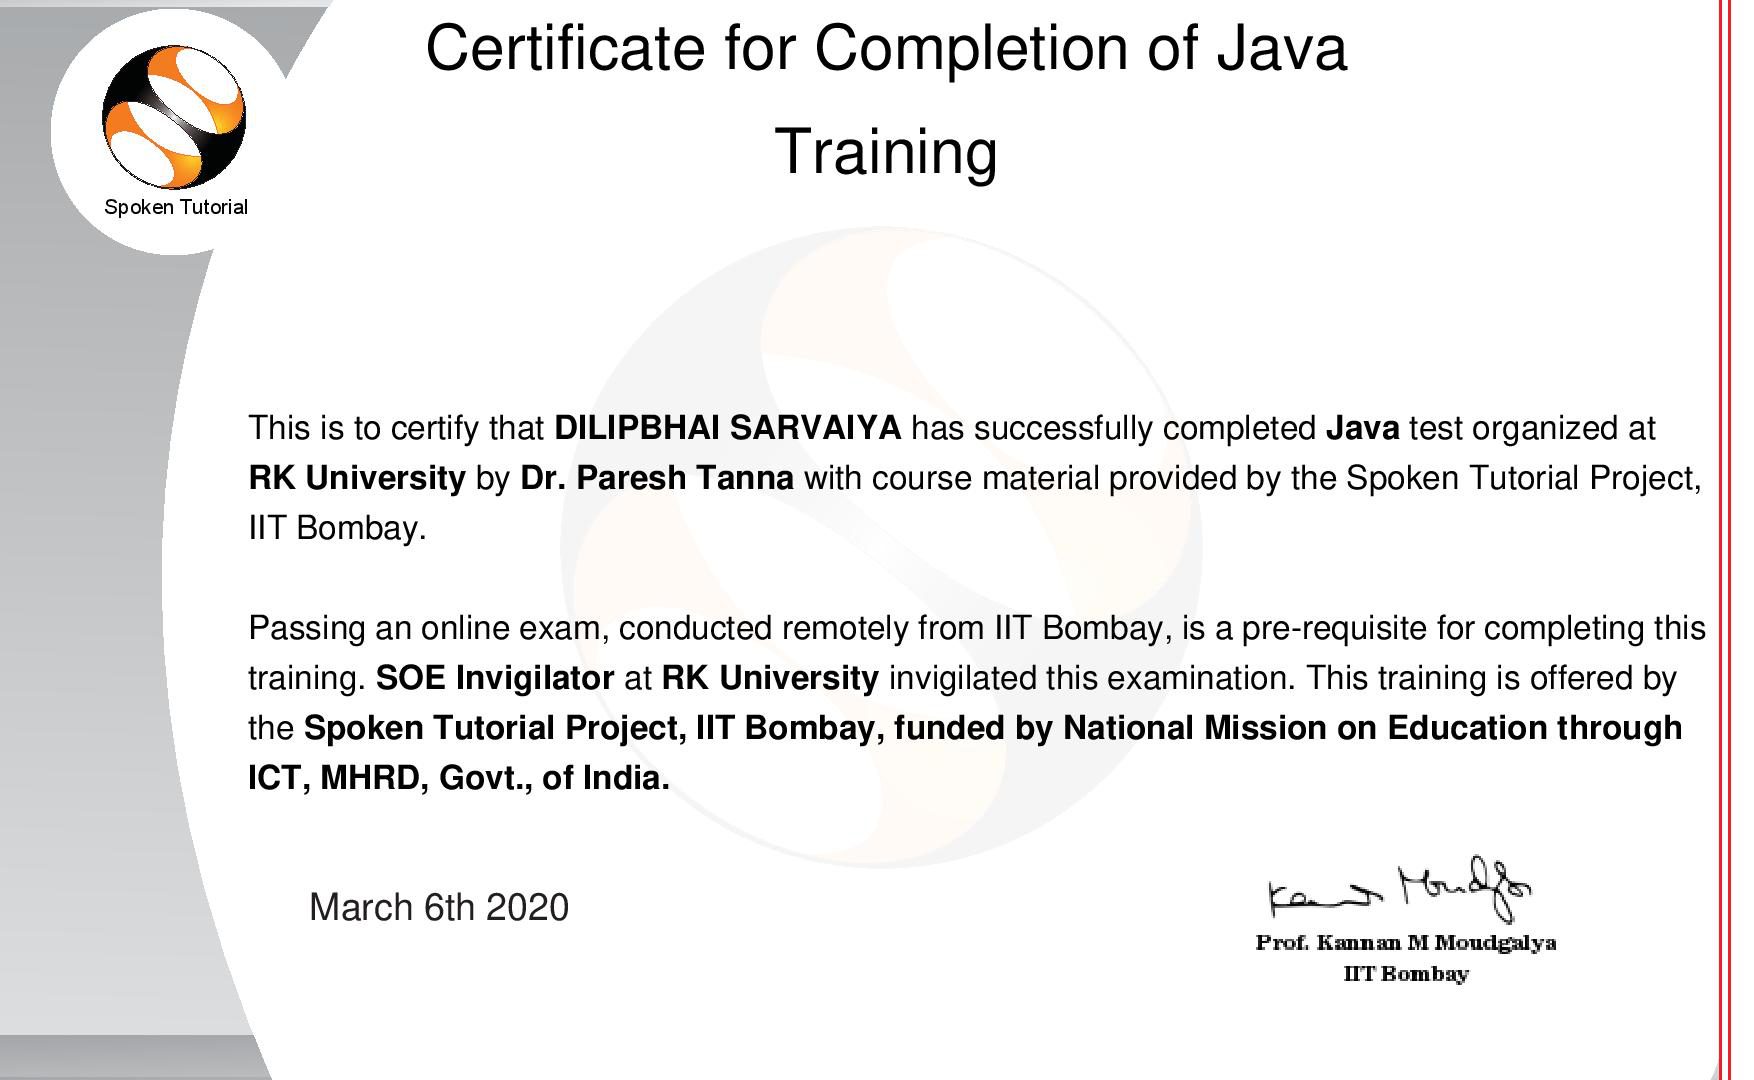 Certificate for Completion of Java
Training
Spoken Tutorial
This is to certify that DILIPBHAI SARVAIYA has successfully completed Java test organized at
RK University by Dr. Paresh Tanna with course material provided by the Spoken Tutorial Project,
IIT Bombay.
Passing an online exam, conducted remotely from IIT Bombay, is a pre-requisite for completing this
training. SOE Invigilator at RK University invigilated this examination. This training is offered by
the Spoken Tutorial Project, IIT Bombay, funded by National Mission on Education through
ICT, MHRD, Govt., of India.
March 6th 2020
Prof. Kannan M Moudgalya
IIT Bombay